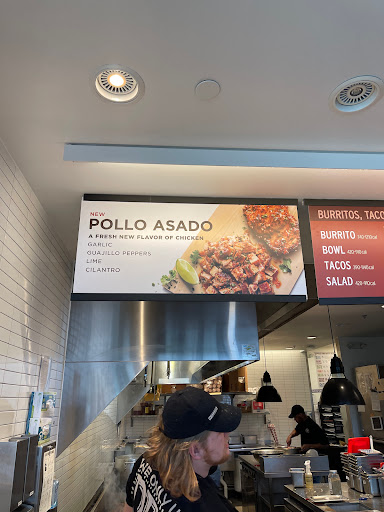 NEW
POLLO ASADO
A FRESH NEW FLAVOR OF CHICKEN
GARLIC
GUAJILLO PEPPERS
LIME
CILANTRO
BURRITOS, TACO
BURRITO
BOWL
TACOS
SALAD